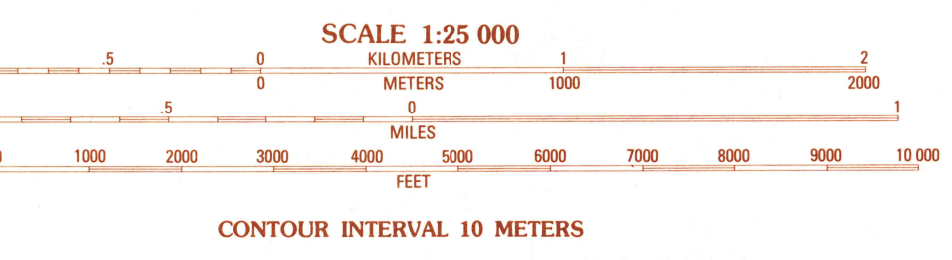 SCALE 1:25 000
.5 0 KILOMETERS 1 2
0 METERS 1000 2000
.5 0 1
MILES
1000 2000 3000 4000 5000 6000 7000 8000 9000 10 000
FEET
CONTOUR INTERVAL 10 METERS